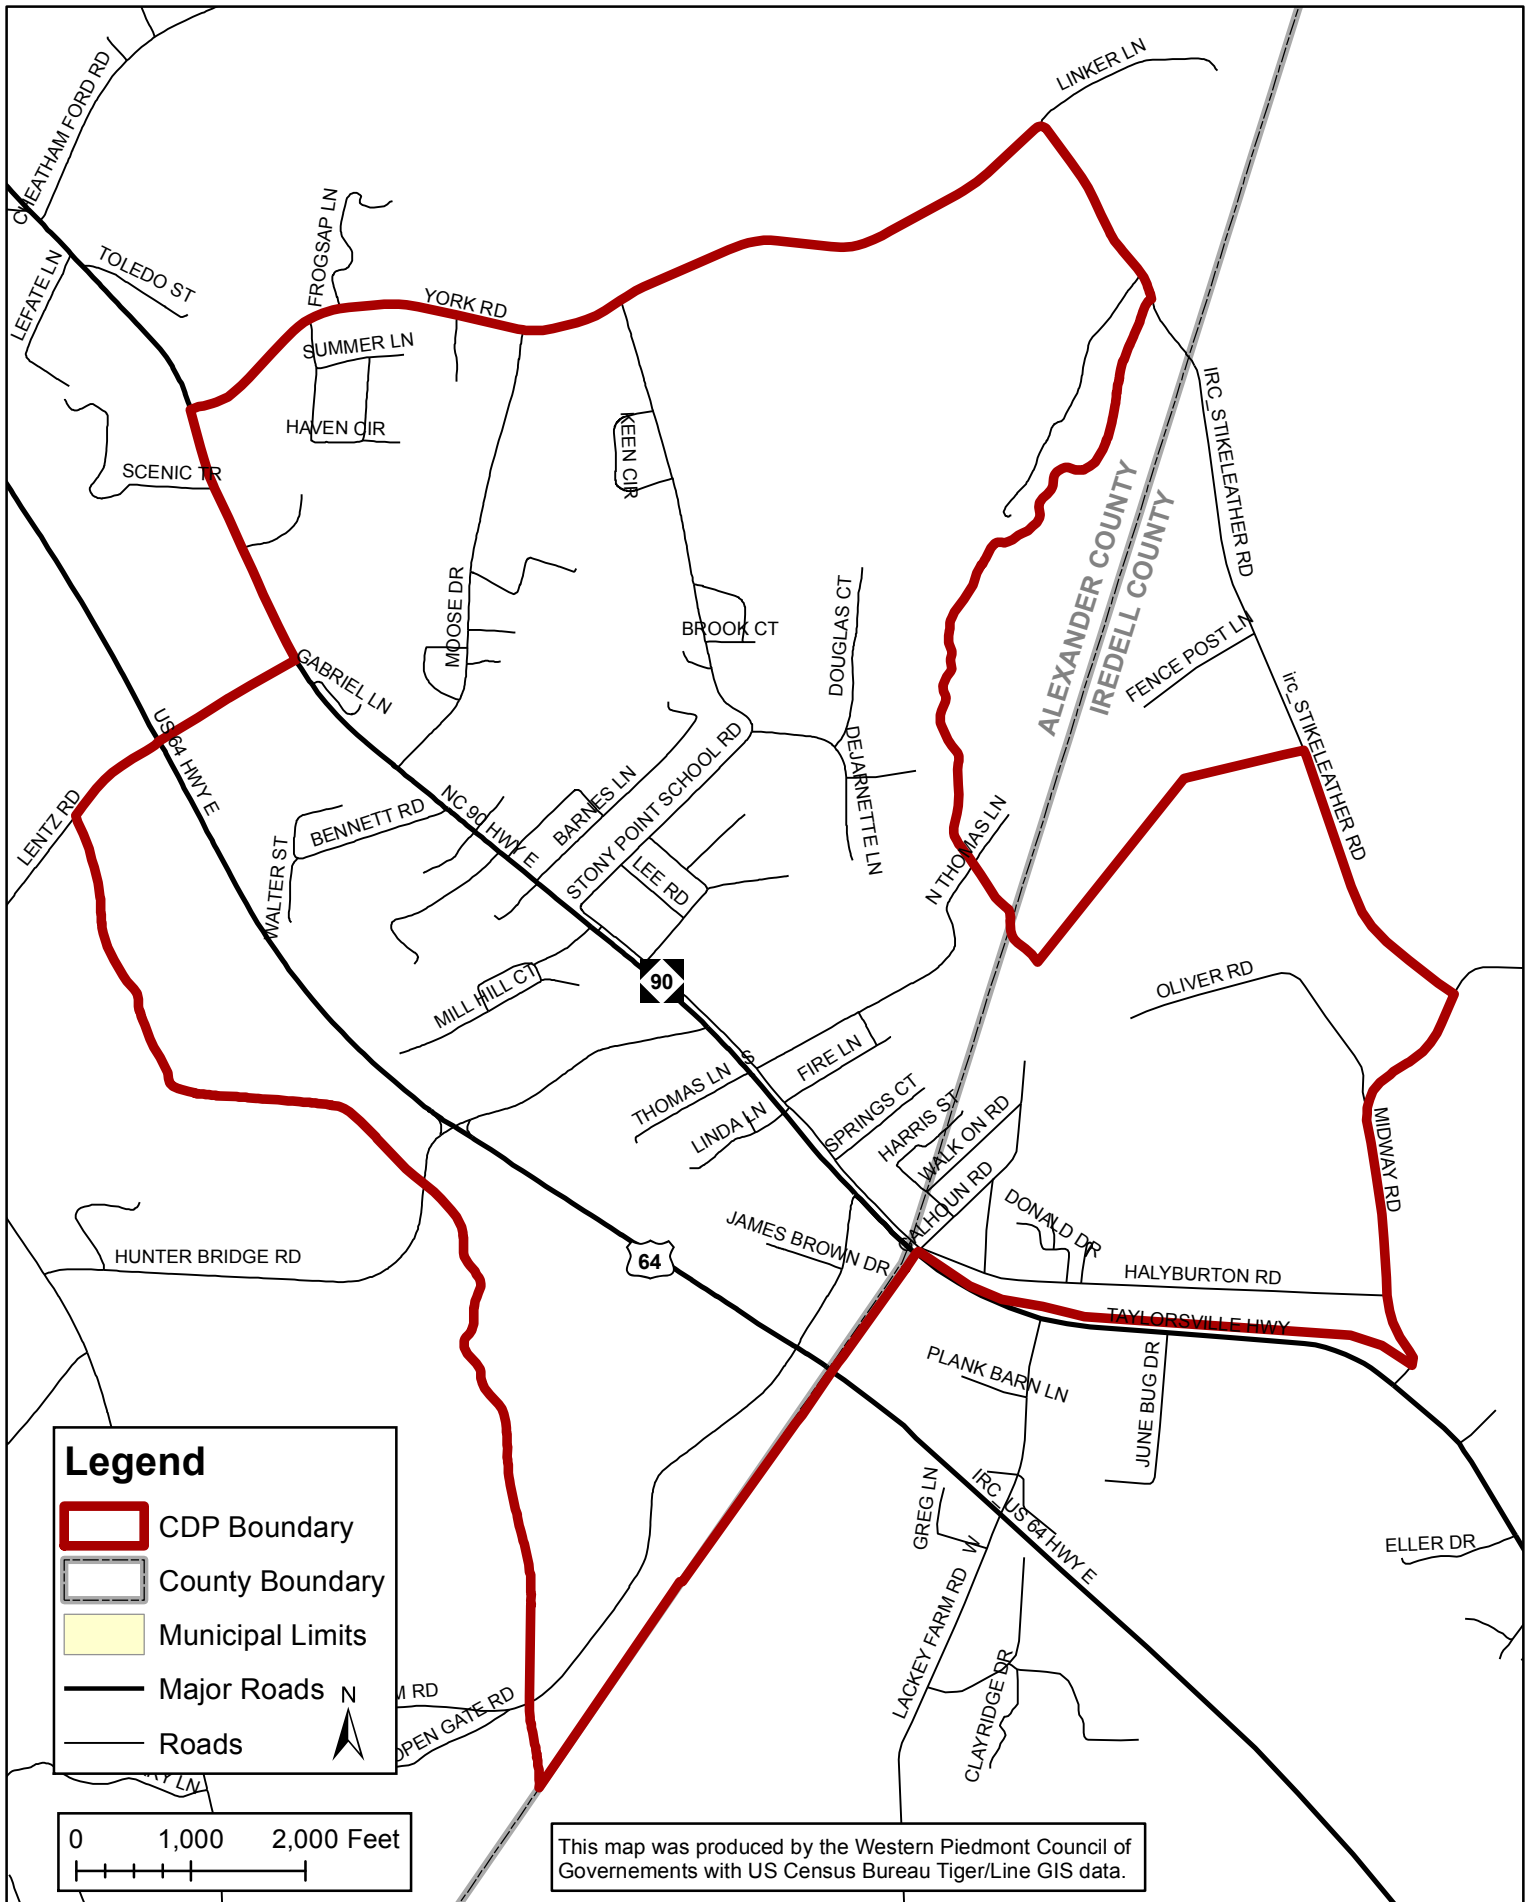 LINKER LN
CHEATHAM FORD RD
FROGSAP LN
LEFATE LN
TOLEDO ST
YORK RD
SUMMER LN
IRC_STIKELEATHER RD
HAVEN CIR
KEEN CIR
SCENIC TR
ALEXANDER COUNTY
IREDELL COUNTY
MOOSE DR
BROOK CT
DOUGLAS CT
FENCE POST LN
GABRIEL LN
irc_STIKELEATHER RD
US 64 HWY E
DEJARNETTE LN
LENTZ RD
BENNETT RD
NC 90 HWY E
BARNES LN
STONY POINT SCHOOL RD
WALTER ST
LEE RD
N THOMAS LN
90
MILL HILL CT
OLIVER RD
S
THOMAS LN
FIRE LN
LINDA LN
SPRINGS CT
HARRIS ST
WALK ON RD
CALHOUN RD
MIDWAY RD
JAMES BROWN DR
DONALD DR
HUNTER BRIDGE RD
64
HALYBURTON RD
TAYLORSVILLE HWY
PLANK BARN LN
JUNE BUG DR
GREG LN
IRC_US 64 HWY E
W
LACKEY FARM RD
ELLER DR
CLAYRIDGE DR
M RD
OPEN GATE RD
RY LN
Legend
CDP Boundary
County Boundary
Municipal Limits
Major Roads
N
Roads
0 1,000 2,000 Feet
This map was produced by the Western Piedmont Council of
Governements with US Census Bureau Tiger/Line GIS data.